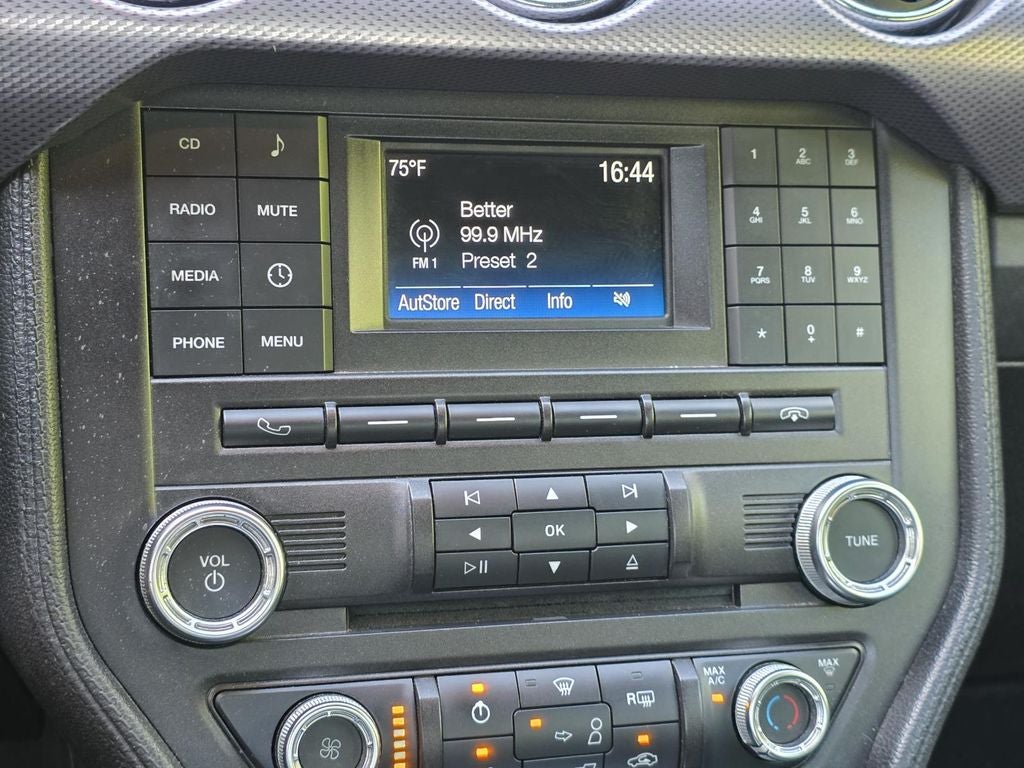 CD
RADIO
MUTE
MEDIA
PHONE
MENU
75°F
16:44
Better
99.9 MHz
FM 1
Preset 2
AutStore Direct Info
1
2 ABC
3 DEF
4 GHI
5 JKL
6 MNO
7 PQRS
8 TUV
9 WXYZ
*
0 +
#
OK
VOL
TUNE
MAX
A/C
MAX
R